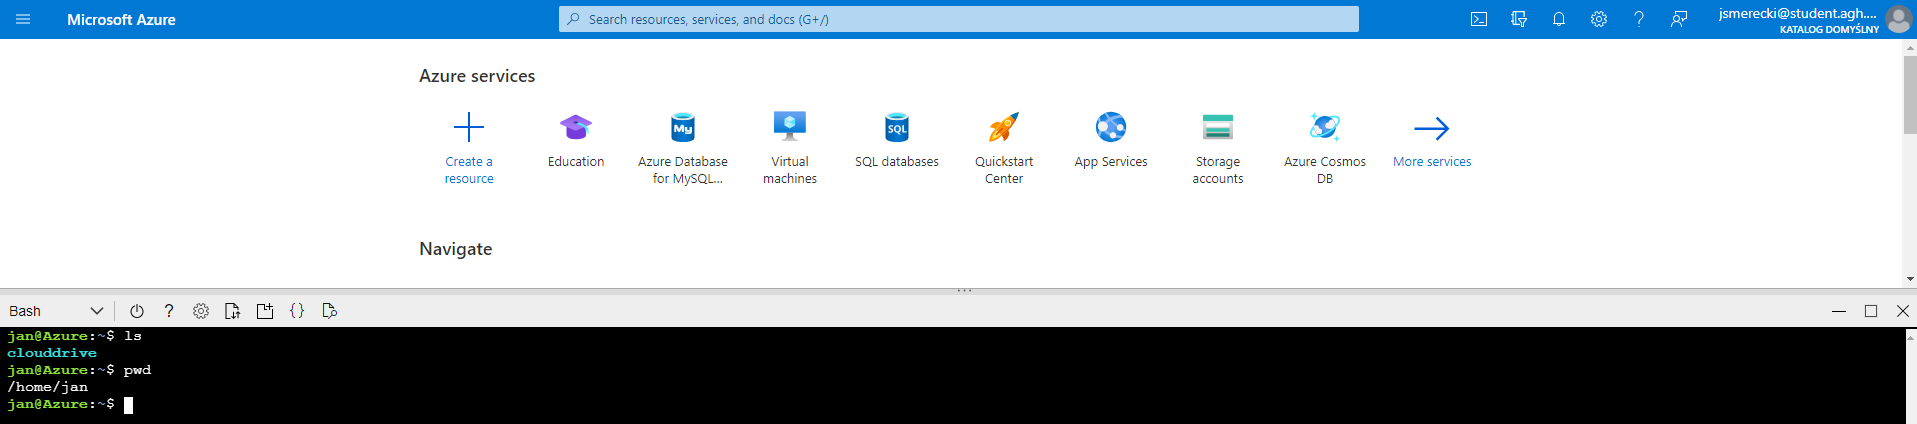 Microsoft Azure
Search resources, services, and docs (G+/)
jsmerecki@student.agh....
KATALOG DOMYŚLNY
Azure services
Create a resource
Education
Azure Database for MySQL...
Virtual machines
SQL databases
Quickstart Center
App Services
Storage accounts
Azure Cosmos DB
More services
My
SQL
Navigate
Bash
jan@Azure:~$ ls
clouddrive
jan@Azure:~$ pwd
/home/jan
jan@Azure:~$